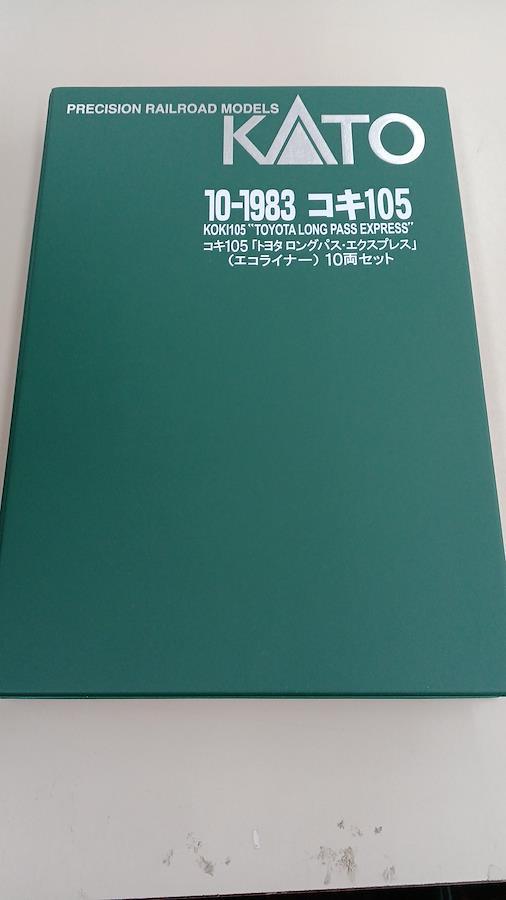 PRECISION RAILROAD MODELS
KATO
10-1983 コキ105
KOKI105 "TOYOTA LONG PASS EXPRESS"
コキ105「トヨタ ロングパス・エクスプレス」
（エコライナー）10両セット